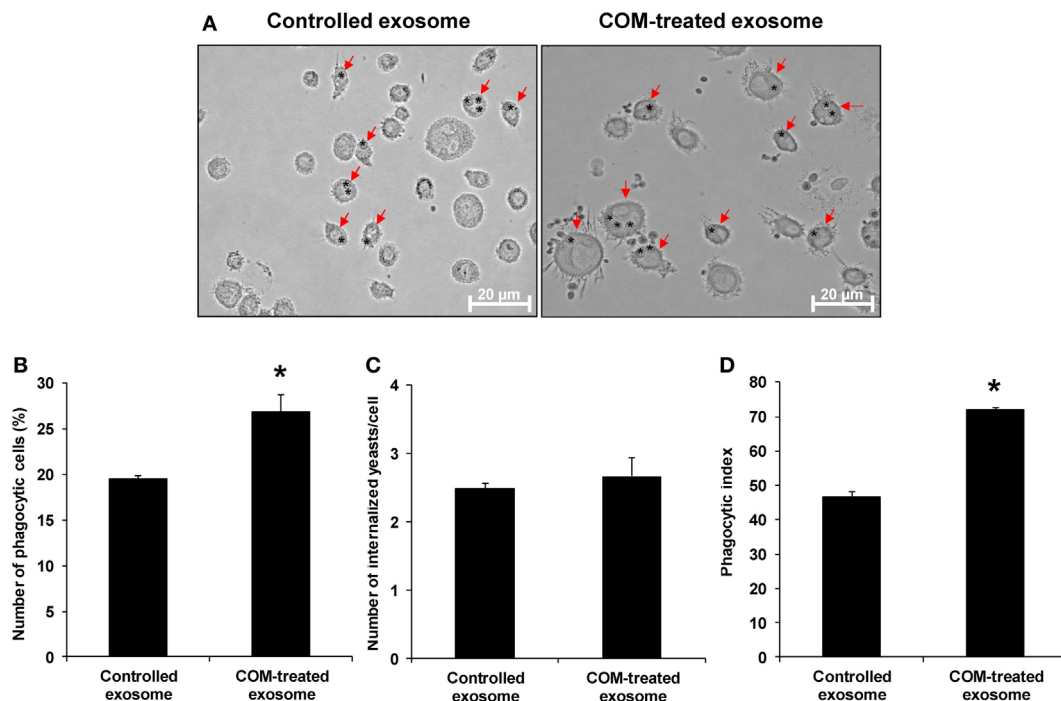 A
Controlled exosome
COM-treated exosome
* * * * * * * * * * *
* * * * * * * * * * * * *
20 µm
20 µm
B
Number of phagocytic cells (%)
30
25
20
15
10
5
0
*
Controlled
exosome
COM-treated
exosome
C
Number of internalized yeasts/cell
4
3
2
1
0
Controlled
exosome
COM-treated
exosome
D
Phagocytic index
80
70
60
50
40
30
20
10
0
*
Controlled
exosome
COM-treated
exosome